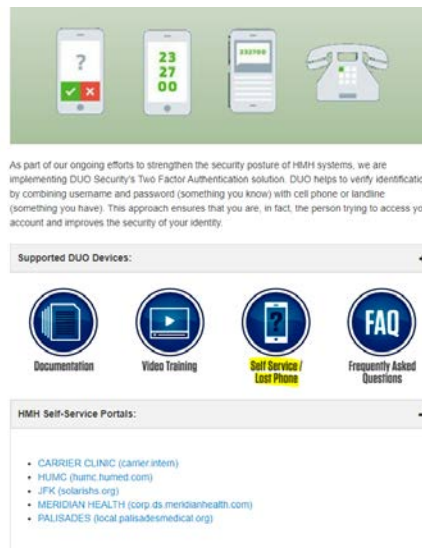 ?
23
27
00
232700
As part of our ongoing efforts to strengthen the security posture of HMH systems, we are
implementing DUO Security's Two Factor Authentication solution. DUO helps to verify identificatio
by combining username and password (something you know) with cell phone or landline
(something you have). This approach ensures that you are, in fact, the person trying to access yo
account and improves the security of your identity.
Supported DUO Devices:
?
FAQ
Documentation
Video Training
Self Service /
Lost Phone
Frequently Asked
Questions
HMH Self-Service Portals:
CARRIER CLINIC (carrier.intern)
HUMC (humc.humed.com)
JFK (solarishs.org)
MERIDIAN HEALTH (corp.ds.meridianhealth.com)
PALISADES (local.palisadesmedical.org)